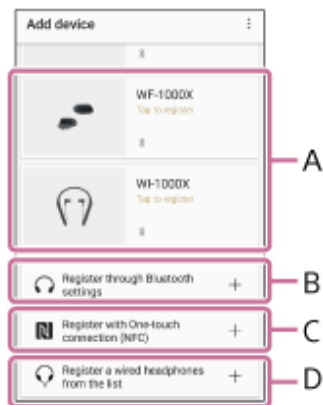 Add device
WF-1000X
Tap to register
WI-1000X
Tap to register
A
Register through Bluetooth
settings
B
Register with One-touch
connection (NFC)
C
Register a wired headphones
from the list
D